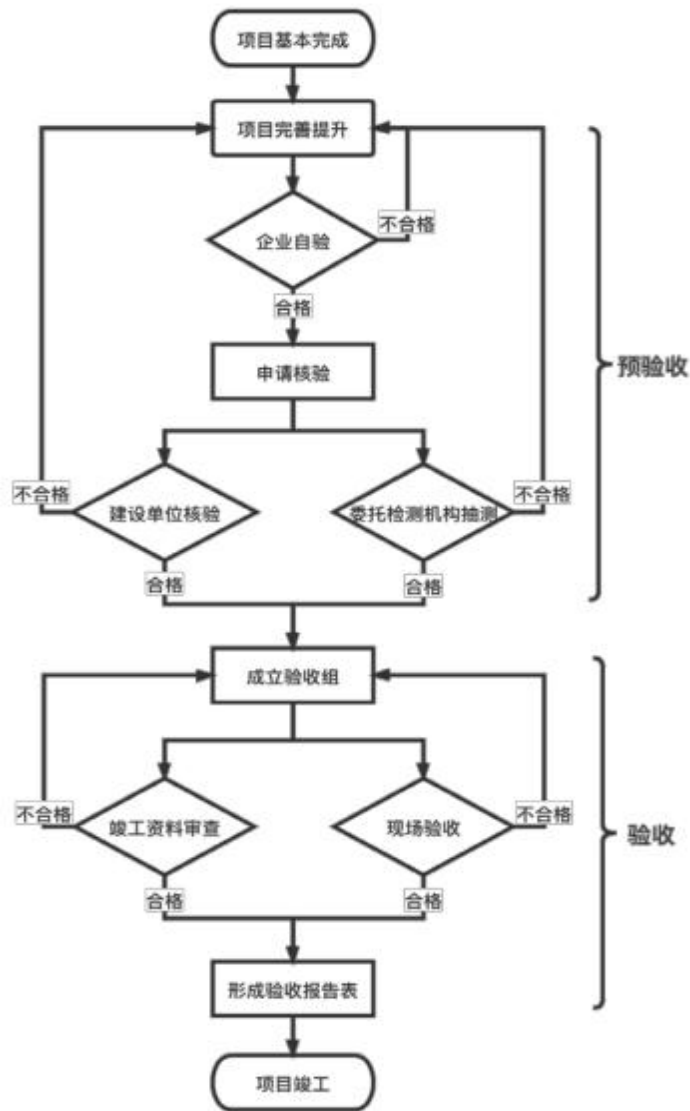 项目基本完成
项目完善提升
不合格
企业自验
合格
申请核验
预验收
不合格
不合格
建设单位核验
委托检测机构抽测
合格
合格
成立验收组
不合格
不合格
竣工资料审查
现场验收
验收
合格
合格
形成验收报告表
项目竣工